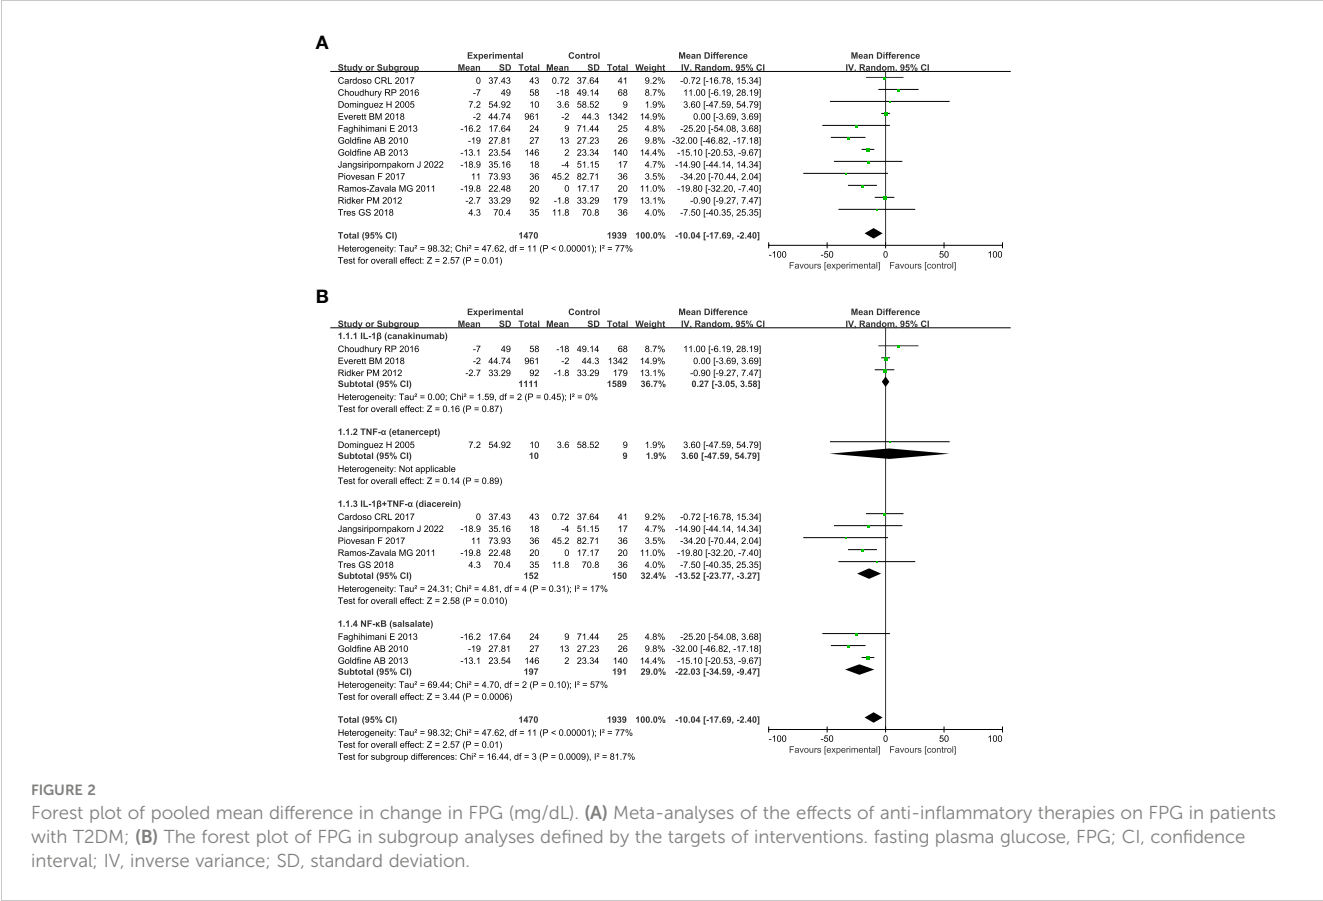 A
Experimental Control Mean Difference Mean Difference
Study or Subgroup Mean SD Total Mean SD Total Weight IV. Random. 95% CI IV. Random. 95% CI
Cardoso CRL 2017 0 37.43 43 0.72 37.64 41 9.2% -0.72 [-16.78, 15.34]
Choudhury RP 2016 -7 49 58 -18 49.14 68 8.7% 11.00 [-6.19, 28.19]
Dominguez H 2005 7.2 54.92 10 3.6 58.52 9 1.9% 3.60 [-47.59, 54.79]
Everett BM 2018 -2 44.74 961 -2 44.3 1342 14.9% 0.00 [-3.69, 3.69]
Faghihimani E 2013 -16.2 17.64 24 9 71.44 25 4.8% -25.20 [-54.08, 3.68]
Goldfine AB 2010 -19 27.81 27 13 27.23 26 9.8% -32.00 [-46.82, -17.18]
Goldfine AB 2013 -13.1 23.54 146 2 23.34 140 14.4% -15.10 [-20.53, -9.67]
Jangsiripornpakorn J 2022 -18.9 35.16 18 -4 51.15 17 4.7% -14.90 [-44.14, 14.34]
Piovesan F 2017 11 73.93 36 45.2 82.71 36 3.5% -34.20 [-70.44, 2.04]
Ramos-Zavala MG 2011 -19.8 22.48 20 0 17.17 20 11.0% -19.80 [-32.20, -7.40]
Ridker PM 2012 -2.7 33.29 92 -1.8 33.29 179 13.1% -0.90 [-9.27, 7.47]
Tres GS 2018 4.3 70.4 35 11.8 70.8 36 4.0% -7.50 [-40.35, 25.35]
Total (95% CI) 1470 1939 100.0% -10.04 [-17.69, -2.40]
Heterogeneity: Tau² = 98.32; Chi² = 47.62, df = 11 (P < 0.00001); I² = 77%
Test for overall effect: Z = 2.57 (P = 0.01)
-100 -50 0 50 100
Favours [experimental] Favours [control]
B
Experimental Control Mean Difference Mean Difference
Study or Subgroup Mean SD Total Mean SD Total Weight IV. Random. 95% CI IV. Random. 95% CI
1.1.1 IL-1β (canakinumab)
Choudhury RP 2016 -7 49 58 -18 49.14 68 8.7% 11.00 [-6.19, 28.19]
Everett BM 2018 -2 44.74 961 -2 44.3 1342 14.9% 0.00 [-3.69, 3.69]
Ridker PM 2012 -2.7 33.29 92 -1.8 33.29 179 13.1% -0.90 [-9.27, 7.47]
Subtotal (95% CI) 1111 1589 36.7% 0.27 [-3.05, 3.58]
Heterogeneity: Tau² = 0.00; Chi² = 1.59, df = 2 (P = 0.45); I² = 0%
Test for overall effect: Z = 0.16 (P = 0.87)
1.1.2 TNF-α (etanercept)
Dominguez H 2005 7.2 54.92 10 3.6 58.52 9 1.9% 3.60 [-47.59, 54.79]
Subtotal (95% CI) 10 9 1.9% 3.60 [-47.59, 54.79]
Heterogeneity: Not applicable
Test for overall effect: Z = 0.14 (P = 0.89)
1.1.3 IL-1β+TNF-α (diacerein)
Cardoso CRL 2017 0 37.43 43 0.72 37.64 41 9.2% -0.72 [-16.78, 15.34]
Jangsiripornpakorn J 2022 -18.9 35.16 18 -4 51.15 17 4.7% -14.90 [-44.14, 14.34]
Piovesan F 2017 11 73.93 36 45.2 82.71 36 3.5% -34.20 [-70.44, 2.04]
Ramos-Zavala MG 2011 -19.8 22.48 20 0 17.17 20 11.0% -19.80 [-32.20, -7.40]
Tres GS 2018 4.3 70.4 35 11.8 70.8 36 4.0% -7.50 [-40.35, 25.35]
Subtotal (95% CI) 152 150 32.4% -13.52 [-23.77, -3.27]
Heterogeneity: Tau² = 24.31; Chi² = 4.81, df = 4 (P = 0.31); I² = 17%
Test for overall effect: Z = 2.58 (P = 0.010)
1.1.4 NF-κB (salsalate)
Faghihimani E 2013 -16.2 17.64 24 9 71.44 25 4.8% -25.20 [-54.08, 3.68]
Goldfine AB 2010 -19 27.81 27 13 27.23 26 9.8% -32.00 [-46.82, -17.18]
Goldfine AB 2013 -13.1 23.54 146 2 23.34 140 14.4% -15.10 [-20.53, -9.67]
Subtotal (95% CI) 197 191 29.0% -22.03 [-34.59, -9.47]
Heterogeneity: Tau² = 69.44; Chi² = 4.70, df = 2 (P = 0.10); I² = 57%
Test for overall effect: Z = 3.44 (P = 0.0006)
Total (95% CI) 1470 1939 100.0% -10.04 [-17.69, -2.40]
Heterogeneity: Tau² = 98.32; Chi² = 47.62, df = 11 (P < 0.00001); I² = 77%
Test for overall effect: Z = 2.57 (P = 0.01)
Test for subgroup differences: Chi² = 16.44, df = 3 (P = 0.0009), I² = 81.7%
-100 -50 0 50 100
Favours [experimental] Favours [control]
FIGURE 2
Forest plot of pooled mean difference in change in FPG (mg/dL). (A) Meta-analyses of the effects of anti-inflammatory therapies on FPG in patients
with T2DM; (B) The forest plot of FPG in subgroup analyses defined by the targets of interventions. fasting plasma glucose, FPG; CI, confidence
interval; IV, inverse variance; SD, standard deviation.